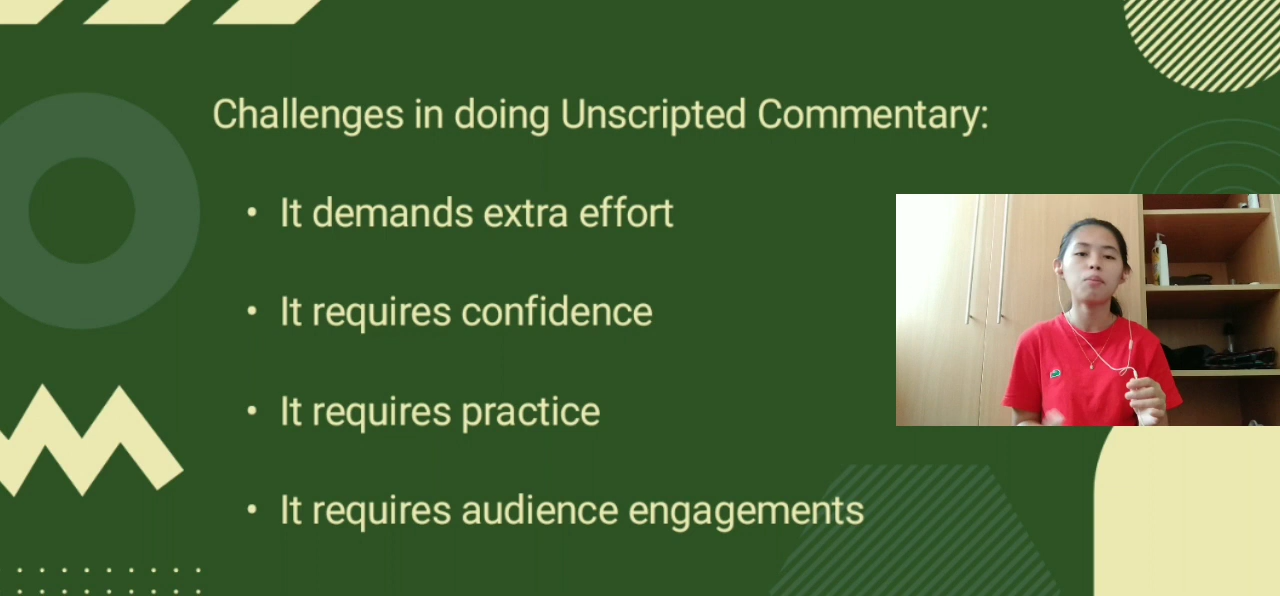 Challenges in doing Unscripted Commentary:
• It demands extra effort
• It requires confidence
• It requires practice
• It requires audience engagements